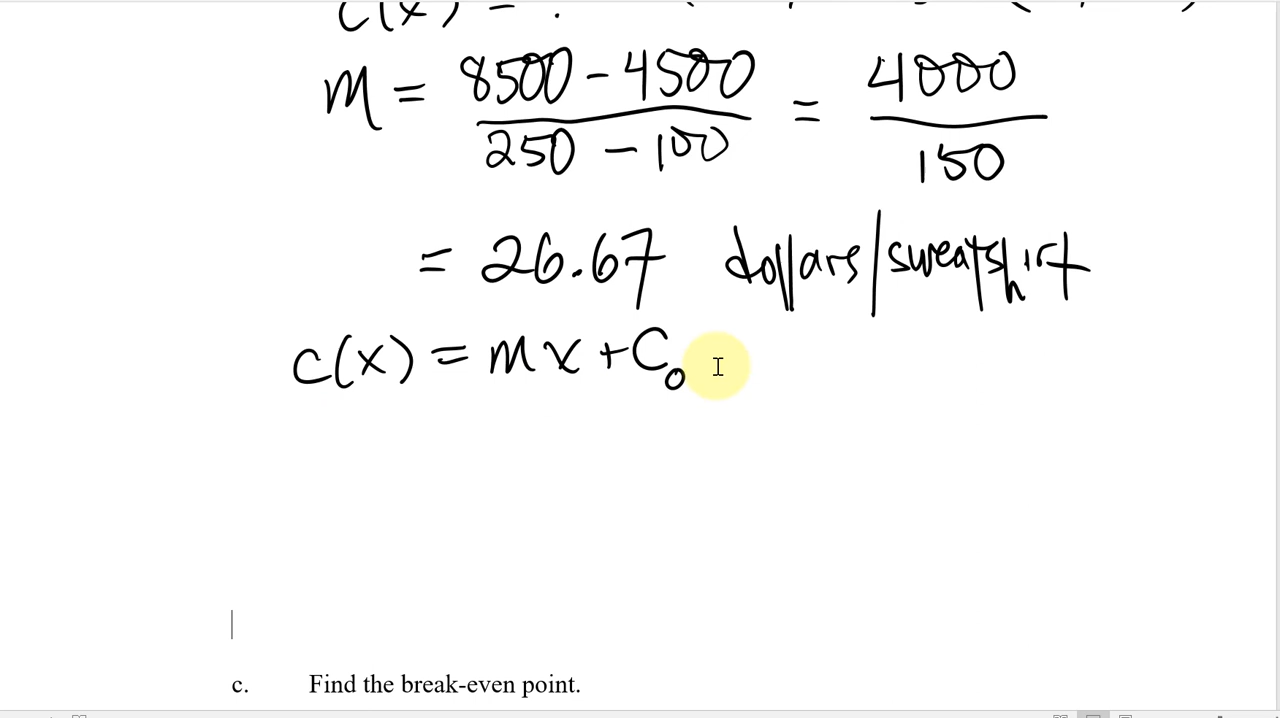 C(x) =
m = 8500 - 4500 / 250 - 100 = 4000 / 150
= 26.67 dollars/sweatshirt
C(x) = mx + C₀
c. Find the break-even point.